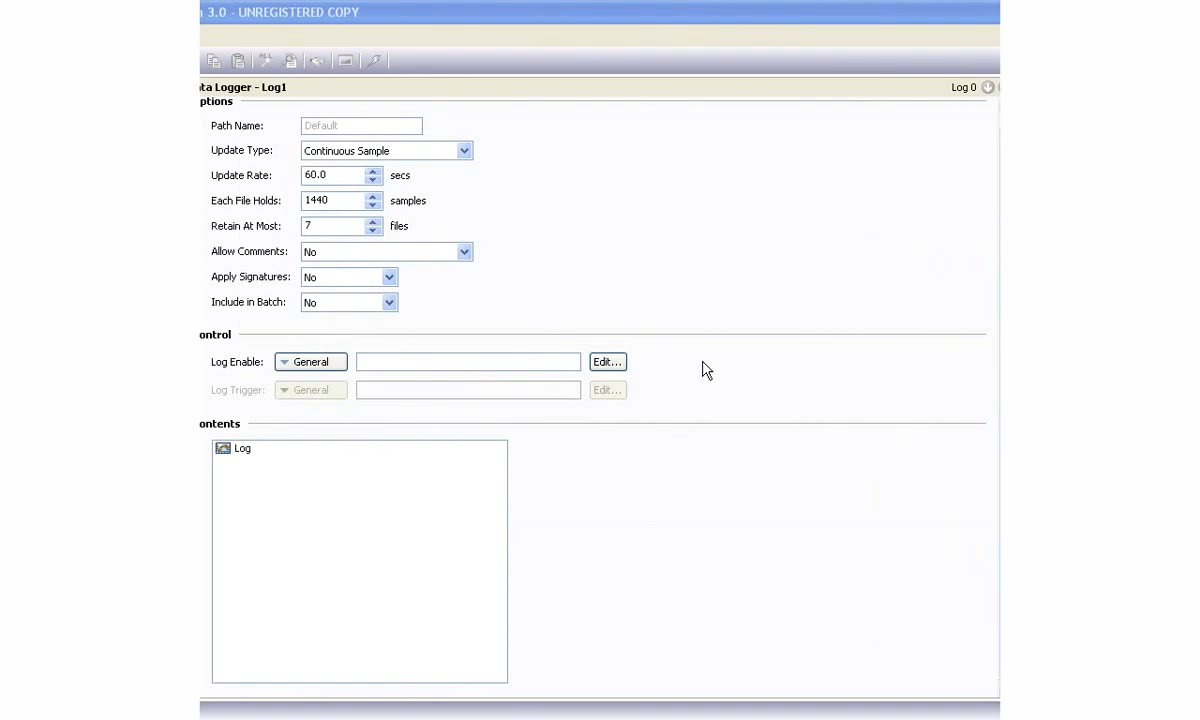 n 3.0 - UNREGISTERED COPY
ALL
ta Logger - Log1 Log 0
ptions
Path Name: Default
Update Type: Continuous Sample
Update Rate: 60.0 secs
Each File Holds: 1440 samples
Retain At Most: 7 files
Allow Comments: No
Apply Signatures: No
Include in Batch: No
ontrol
Log Enable: General Edit...
Log Trigger: General Edit...
ontents
Log